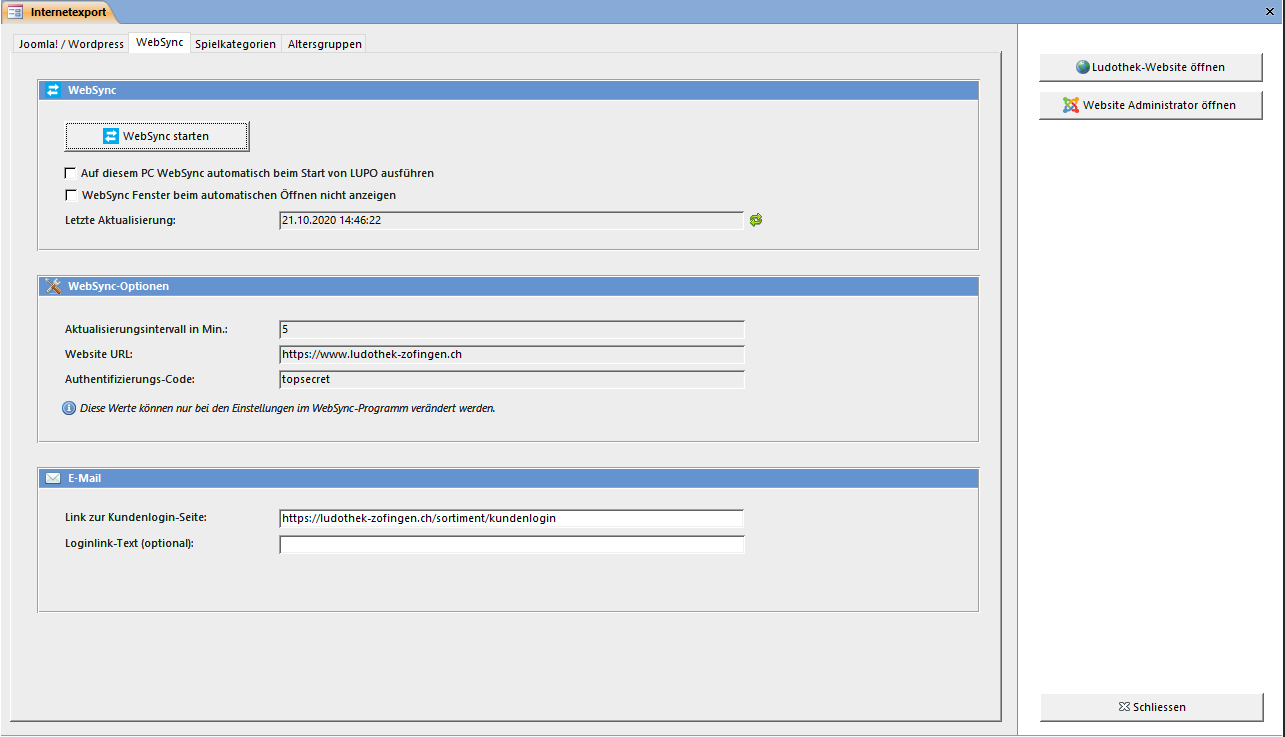 Internetexport
Joomla! / Wordpress WebSync Spielkategorien Altersgruppen
WebSync
WebSync starten
Auf diesem PC WebSync automatisch beim Start von LUPO ausführen
WebSync Fenster beim automatischen Öffnen nicht anzeigen
Letzte Aktualisierung: 21.10.2020 14:46:22
WebSync-Optionen
Aktualisierungsintervall in Min.: 5
Website URL: https://www.ludothek-zofingen.ch
Authentifizierungs-Code: topsecret
Diese Werte können nur bei den Einstellungen im WebSync-Programm verändert werden.
E-Mail
Link zur Kundenlogin-Seite: https://ludothek-zofingen.ch/sortiment/kundenlogin
Loginlink-Text (optional):
Ludothek-Website öffnen
Website Administrator öffnen
Schliessen